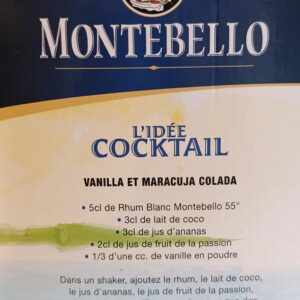 MONTEBELLO
L'IDÉE
COCKTAIL
VANILLA ET MARACUJA COLADA
• 5cl de Rhum Blanc Montebello 55°
• 3cl de lait de coco
• 3cl de jus d'ananas
• 2cl de jus de fruit de la passion
• 1/3 d'une cc. de vanille en poudre
Dans un shaker, ajoutez le rhum, le lait de coco,
le jus d'ananas, le jus de fruit de la passion,